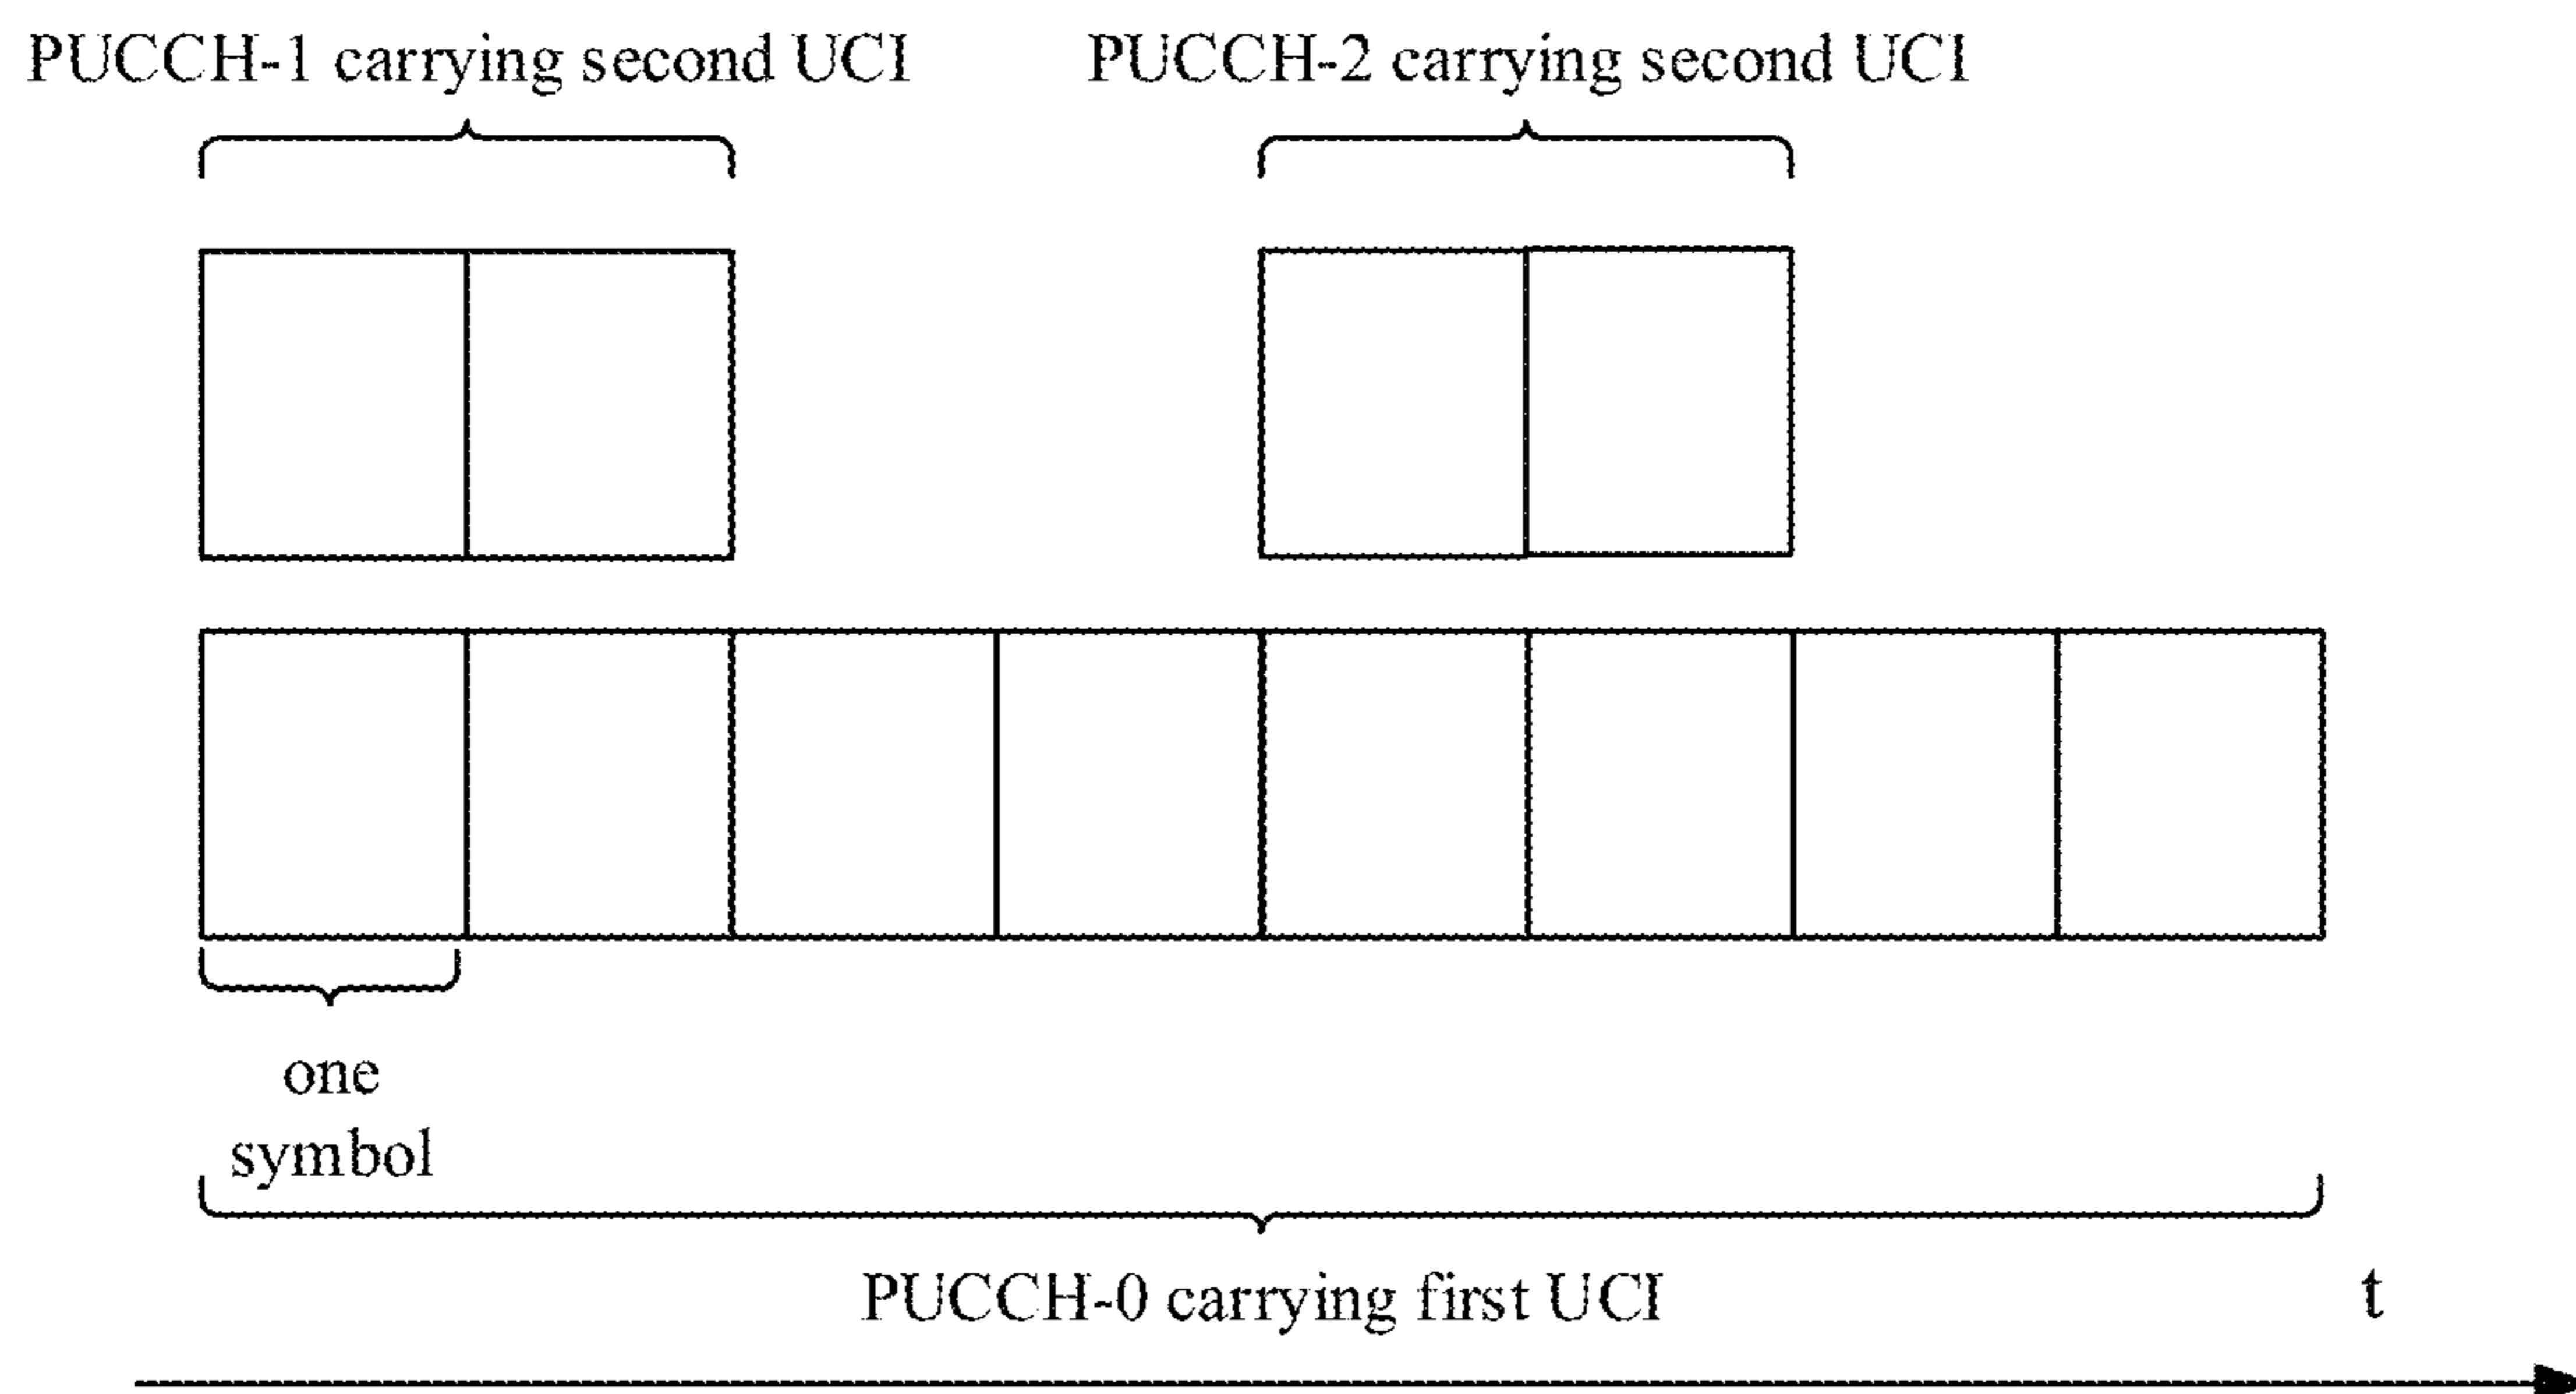 PUCCH-1 carrying second UCI
PUCCH-2 carrying second UCI
one
symbol
PUCCH-0 carrying first UCI
t